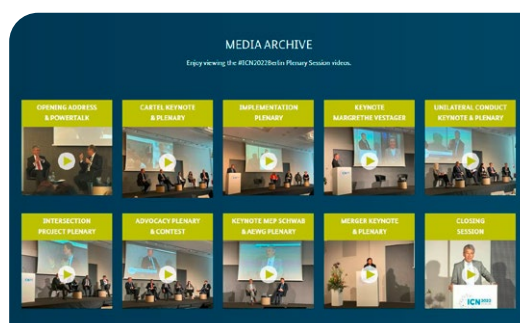 MEDIA ARCHIVE
Enjoy viewing the #ICN2022Berlin Plenary Session videos.
OPENING ADDRESS
& POWERTALK
CARTEL KEYNOTE
& PLENARY
IMPLEMENTATION
PLENARY
KEYNOTE
MARGRETHE VESTAGER
UNILATERAL CONDUCT
KEYNOTE & PLENARY
INTERSECTION
PROJECT PLENARY
ADVOCACY PLENARY
& CONTEST
KEYNOTE MEP SCHWAB
& AEWG PLENARY
MERGER KEYNOTE
& PLENARY
CLOSING
SESSION
ICN